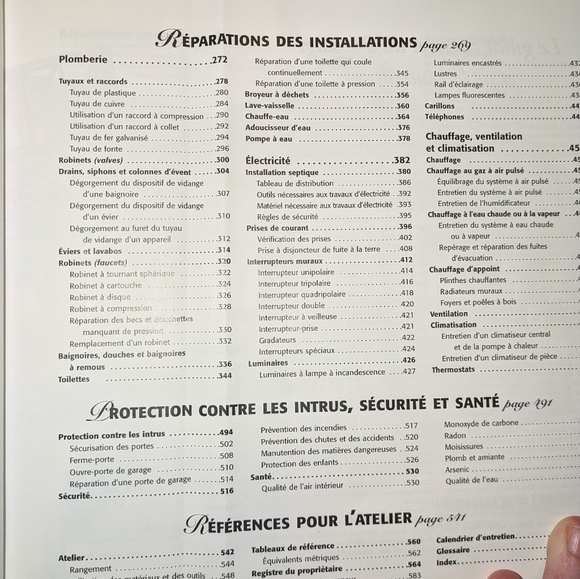 RÉPARATIONS DES INSTALLATIONS page 269
Plomberie .272
Tuyaux et raccords .278
Tuyau de plastique .280
Tuyau de cuivre .284
Utilisation d'un raccord à compression .290
Utilisation d'un raccord à collet .292
Tuyau de fer galvanisé .294
Tuyau de fonte .296
Robinets (valves) .300
Drains, siphons et colonnes d'évent .304
Dégorgement du dispositif de vidange
d'une baignoire .307
Dégorgement du dispositif de vidange
d'un évier .310
Dégorgement au furet du tuyau
de vidange d'un appareil .312
Éviers et lavabos .314
Robinets (faucets) .320
Robinet à tournant sphérique .322
Robinet à cartouche .324
Robinet à disque .326
Robinet à compression .328
Réparation des becs et douchettes
manquant de pression .330
Remplacement d'un robinet .332
Baignoires, douches et baignoires
à remous .336
Toilettes .344
Réparation d'une toilette qui coule
continuellement .345
Réparation d'une toilette à pression .354
Broyeur à déchets .356
Lave-vaisselle .360
Chauffe-eau .364
Adoucisseur d'eau .376
Pompe à eau .378
Électricité .382
Installation septique .380
Tableau de distribution .386
Outils nécessaires aux travaux d'électricité .392
Matériel nécessaire aux travaux d'électricité .393
Règles de sécurité .395
Prises de courant .396
Vérification des prises .402
Prise à disjoncteur de fuite à la terre .408
Interrupteurs muraux .412
Interrupteur unipolaire .414
Interrupteur tripolaire .416
Interrupteur quadripolaire .418
Interrupteur double .420
Interrupteur à veilleuse .421
Interrupteur-prise .421
Gradateurs .422
Interrupteurs spéciaux .424
Luminaires .426
Luminaires à lampe à incandescence .427
Luminaires encastrés
Lustres
Rail d'éclairage
Lampes fluorescentes
Carillons
Téléphones
Chauffage, ventilation
et climatisation
Chauffage
Chauffage au gaz à air pulsé
Équilibrage du système à air pulsé
Entretien du système à air pulsé
Entretien de l'humidificateur
Chauffage à l'eau chaude ou à la vapeur
Entretien du système à eau chaude
ou à vapeur
Repérage et réparation des fuites
d'évacuation
Chauffage d'appoint
Plinthes chauffantes
Radiateurs muraux
Foyers et poêles à bois
Ventilation
Climatisation
Entretien d'un climatiseur central
et de la pompe à chaleur
Entretien d'un climatiseur de pièce
Thermostats
PROTECTION CONTRE LES INTRUS, SÉCURITÉ ET SANTÉ page 491
Protection contre les intrus .494
Sécurisation des portes .502
Ferme-porte .508
Ouvre-porte de garage .510
Réparation d'une porte de garage .514
Sécurité .516
Prévention des incendies .517
Prévention des chutes et des accidents .520
Manutention des matières dangereuses .524
Protection des enfants .526
Santé .530
Qualité de l'air intérieur .530
Monoxyde de carbone
Radon
Moisissures
Plomb et amiante
Arsenic
Qualité de l'eau
RÉFÉRENCES POUR L'ATELIER page 541
Atelier .542
Rangement .544
matériaux et des outils .548
Tableaux de référence .560
Équivalents métriques .562
Registre du propriétaire .564
583
Calendrier d'entretien
Glossaire
Index